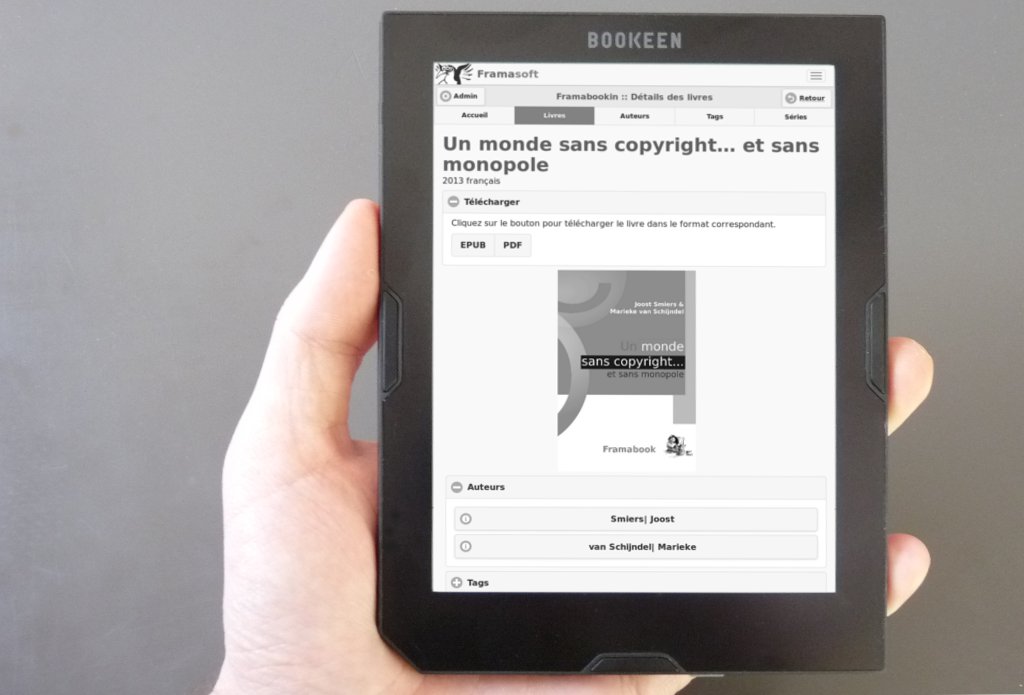 BOOKEEN
Framasoft
Admin
Framabookin :: Détails des livres
Retour
Accueil
Livres
Auteurs
Tags
Séries
Un monde sans copyright... et sans
monopole
2013 français
Télécharger
Cliquez sur le bouton pour télécharger le livre dans le format correspondant.
EPUB
PDF
Joost Smiers &
Marieke van Schijndel
Un monde
sans copyright...
et sans monopole
Framabook
Auteurs
Smiers| Joost
van Schijndel| Marieke
Tags